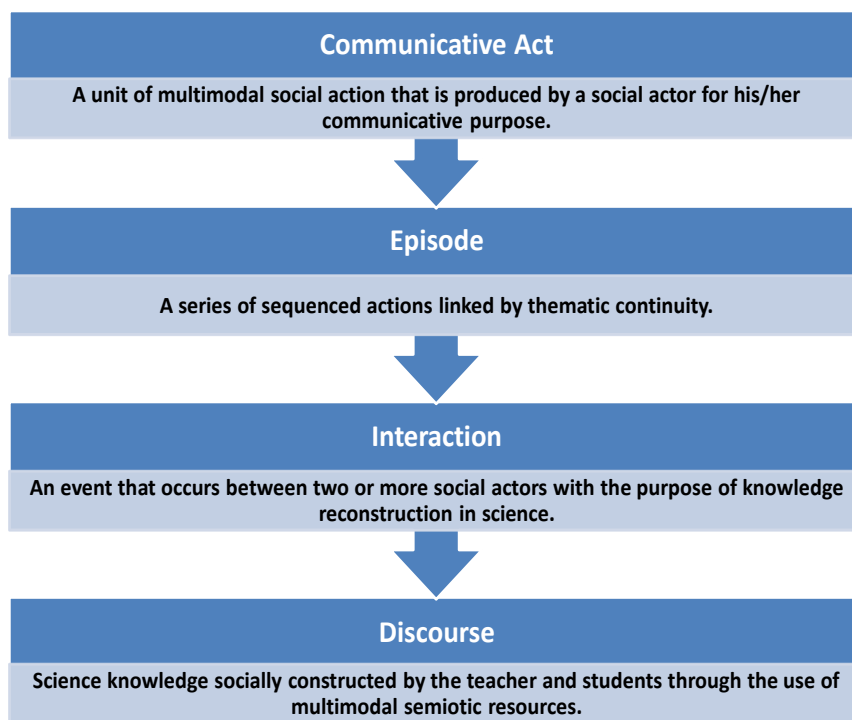 Communicative Act
A unit of multimodal social action that is produced by a social actor for his/her
communicative purpose.
Episode
A series of sequenced actions linked by thematic continuity.
Interaction
An event that occurs between two or more social actors with the purpose of knowledge
reconstruction in science.
Discourse
Science knowledge socially constructed by the teacher and students through the use of
multimodal semiotic resources.